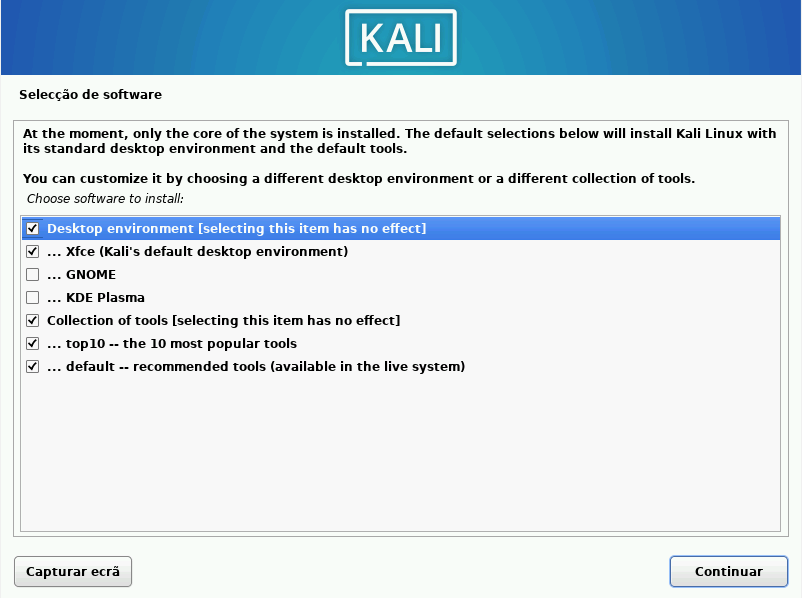 KALI
Selecção de software
At the moment, only the core of the system is installed. The default selections below will install Kali Linux with
its standard desktop environment and the default tools.
You can customize it by choosing a different desktop environment or a different collection of tools.
Choose software to install:
Desktop environment [selecting this item has no effect]
... Xfce (Kali's default desktop environment)
... GNOME
... KDE Plasma
Collection of tools [selecting this item has no effect]
... top10 -- the 10 most popular tools
... default -- recommended tools (available in the live system)
Capturar ecrã
Continuar